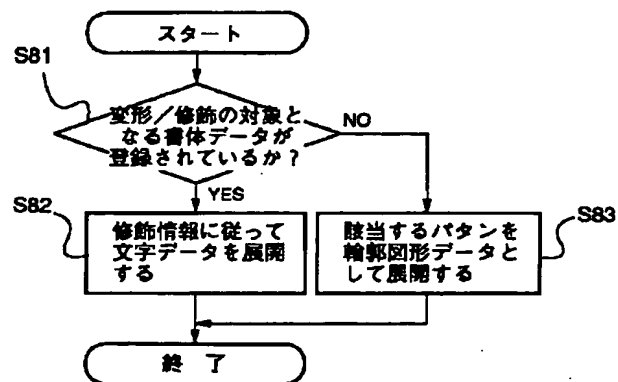 スタート
S81
変形／修飾の対象と
なる書体データが
登録されているか？
NO
YES
S82
修飾情報に従って
文字データを展開
する
該当するパタンを
輪郭図形データと
して展開する
S83
終 了